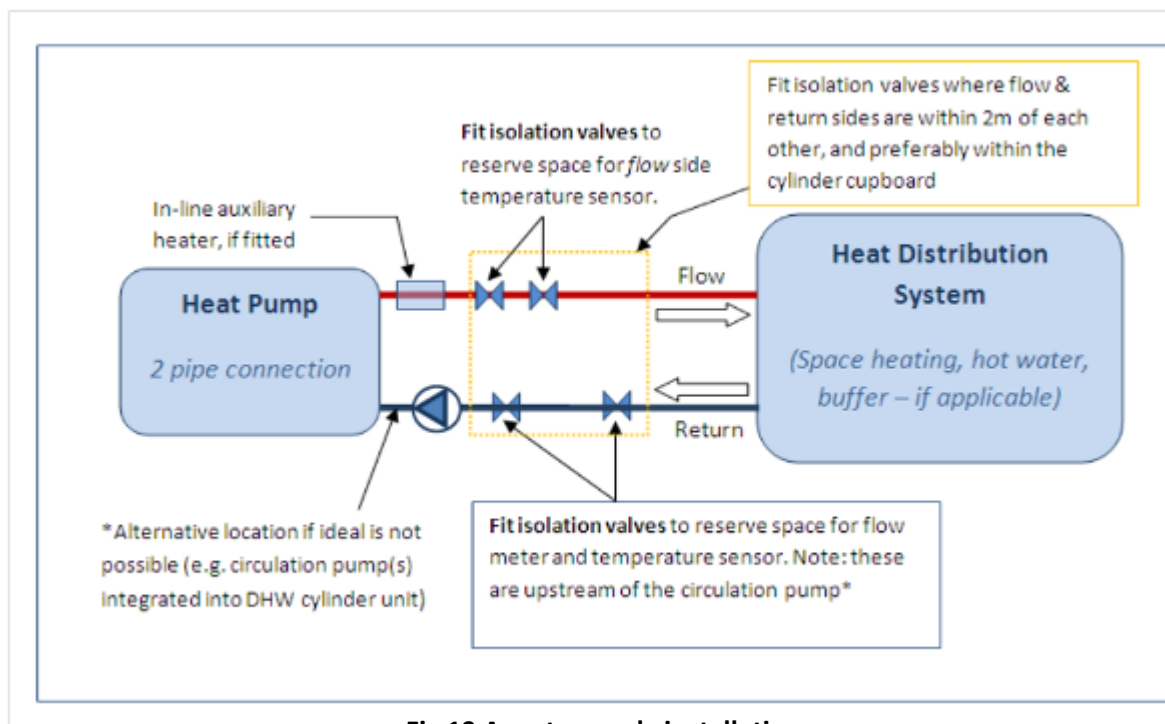 Fit isolation valves where flow &
return sides are within 2m of each
other, and preferably within the
cylinder cupboard
Fit isolation valves to
reserve space for flow side
temperature sensor.
In-line auxiliary
heater, if fitted
Heat Pump
2 pipe connection
Flow
Return
Heat Distribution
System
(Space heating, hot water,
buffer – if applicable)
*Alternative location if ideal is not
possible (e.g. circulation pump(s)
integrated into DHW cylinder unit)
Fit isolation valves to reserve space for flow
meter and temperature sensor. Note: these
are upstream of the circulation pump*